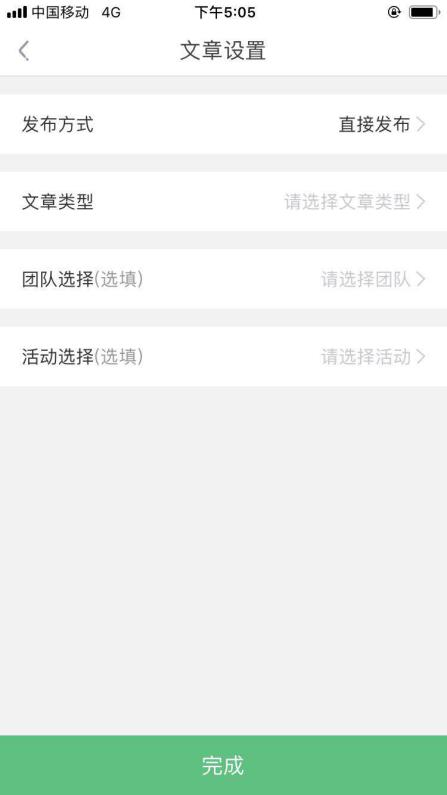 中国移动 4G 下午5:05
文章设置
发布方式 直接发布
文章类型 请选择文章类型
团队选择(选填) 请选择团队
活动选择(选填) 请选择活动
完成